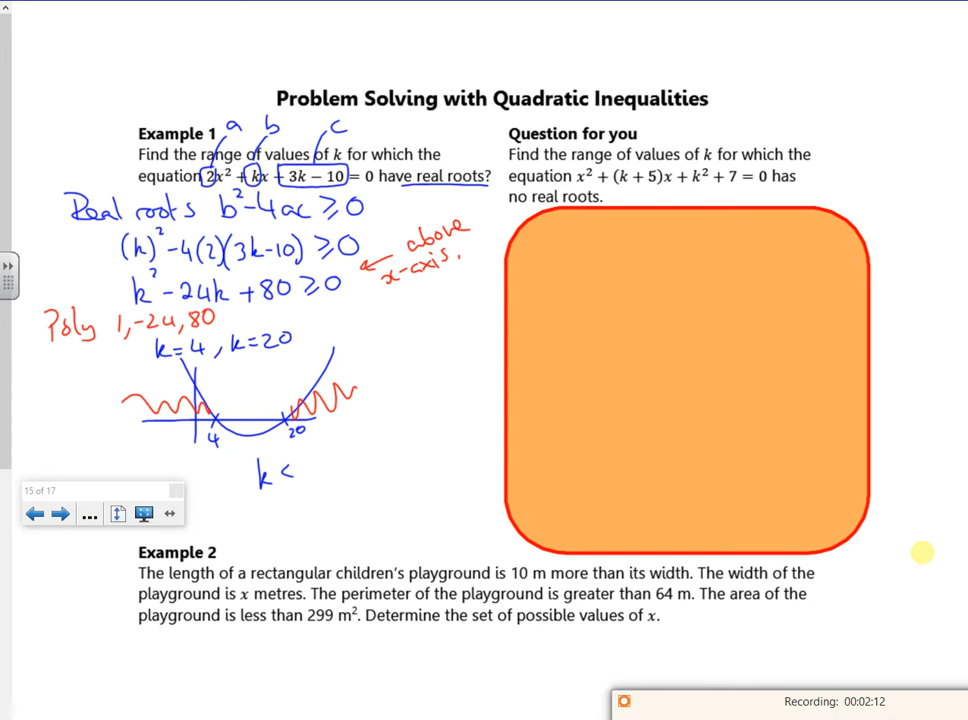 Problem Solving with Quadratic Inequalities
Example 1
a b c
Find the range of values of k for which the
equation 2x² + kx + 3k − 10 = 0 have real roots?
Real roots b²-4ac ≥ 0
(k)² -4(2)(3k-10) ≥ 0
k² - 24k + 80 ≥ 0
above
x-axis.
Poly 1, -24, 80
k=4, k=20
4 20
k <
Question for you
Find the range of values of k for which the
equation x² + (k + 5)x + k² + 7 = 0 has
no real roots.
15 of 17
...
Example 2
The length of a rectangular children's playground is 10 m more than its width. The width of the
playground is x metres. The perimeter of the playground is greater than 64 m. The area of the
playground is less than 299 m². Determine the set of possible values of x.
Recording: 00:02:12